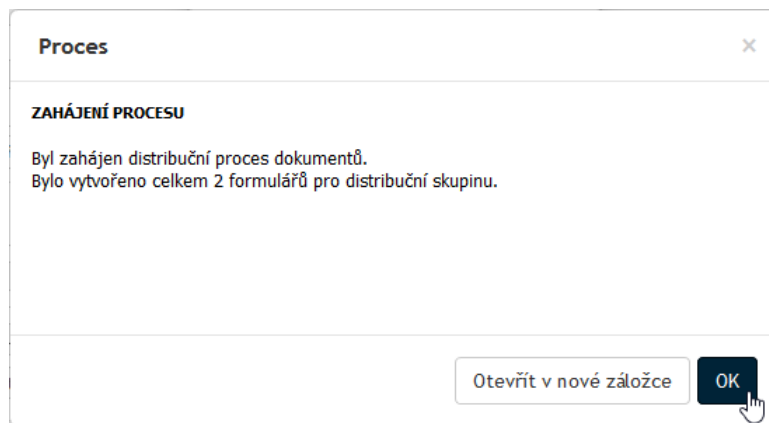 Proces
×
ZAHÁJENÍ PROCESU
Byl zahájen distribuční proces dokumentů.
Bylo vytvořeno celkem 2 formulářů pro distribuční skupinu.
Otevřít v nové záložce
OK